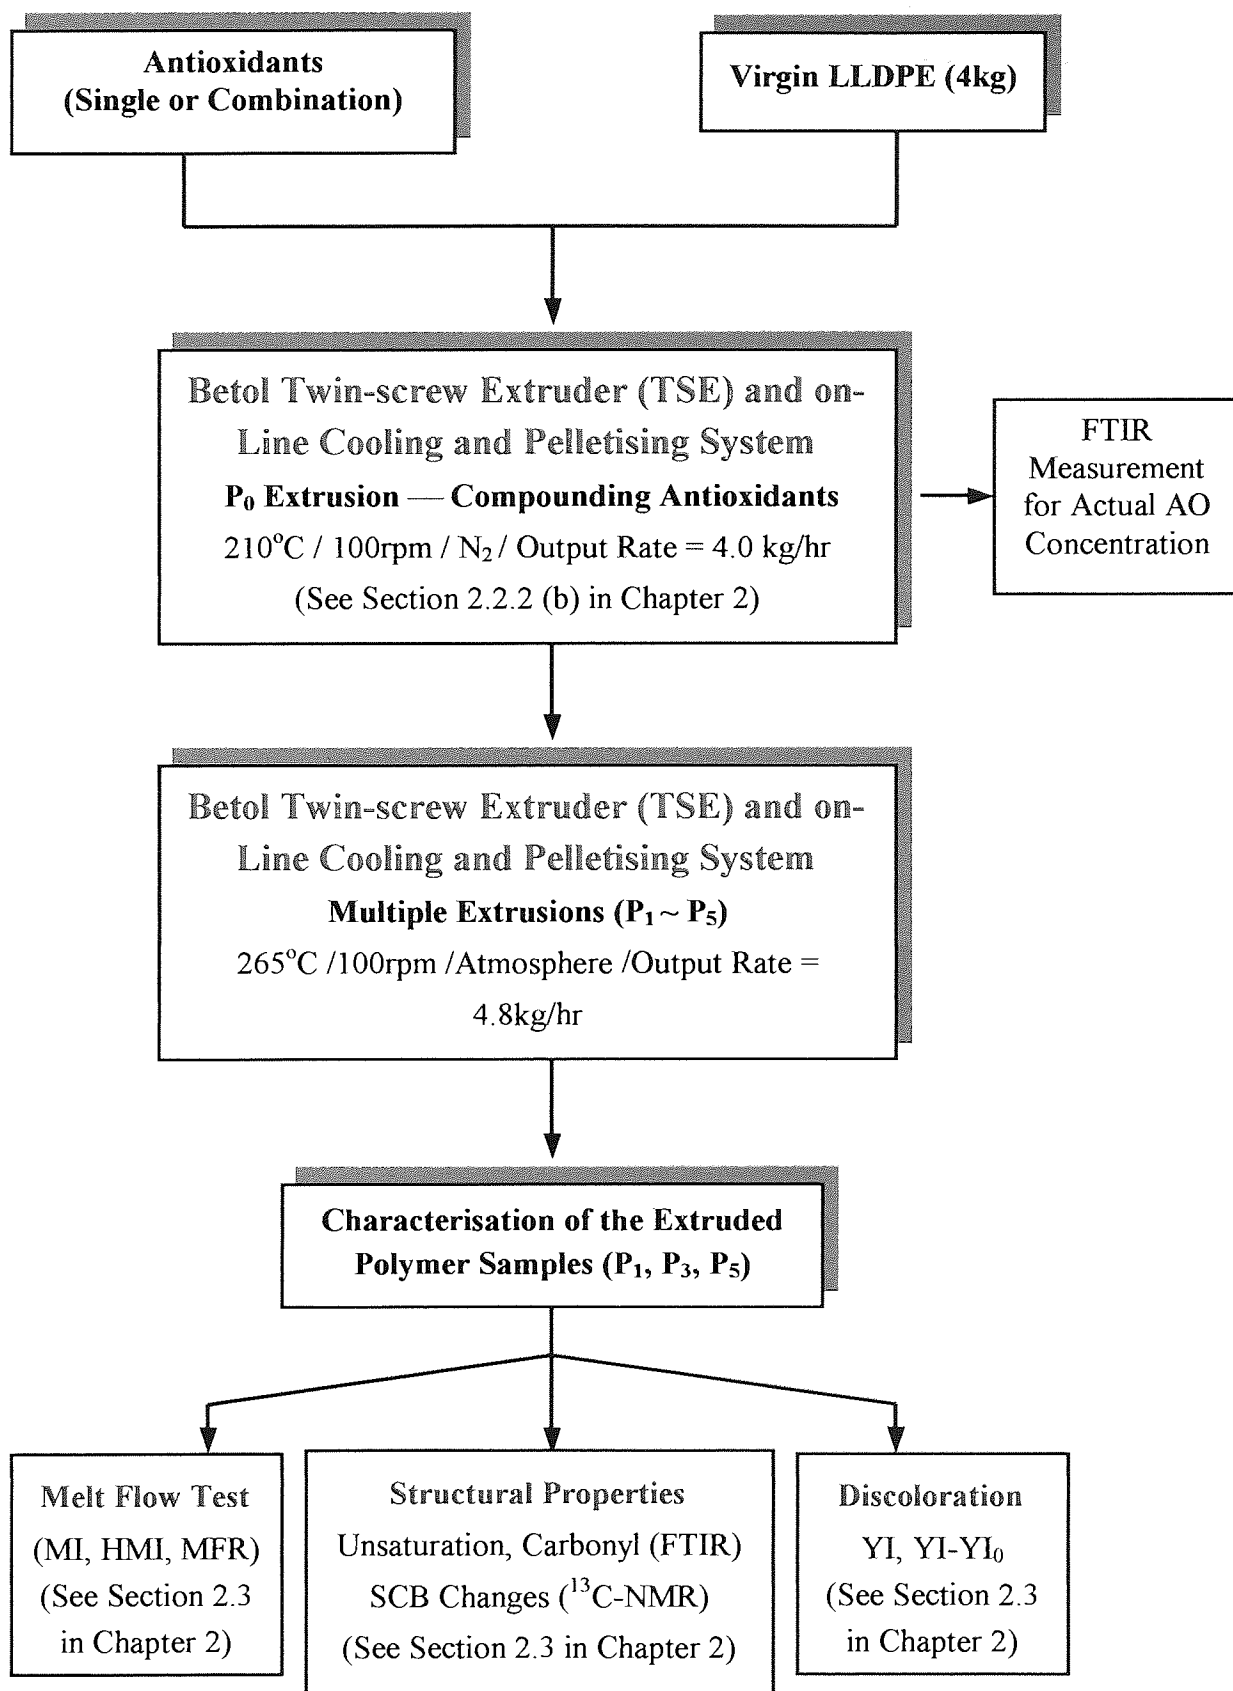 Antioxidants
(Single or Combination)
Virgin LLDPE (4kg)
Betol Twin-screw Extruder (TSE) and on-
Line Cooling and Pelletising System
P₀ Extrusion — Compounding Antioxidants
210°C / 100rpm / N₂ / Output Rate = 4.0 kg/hr
(See Section 2.2.2 (b) in Chapter 2)
FTIR
Measurement
for Actual AO
Concentration
Betol Twin-screw Extruder (TSE) and on-
Line Cooling and Pelletising System
Multiple Extrusions (P₁ ~ P₅)
265°C /100rpm /Atmosphere /Output Rate =
4.8kg/hr
Characterisation of the Extruded
Polymer Samples (P₁, P₃, P₅)
Melt Flow Test
(MI, HMI, MFR)
(See Section 2.3
in Chapter 2)
Structural Properties
Unsaturation, Carbonyl (FTIR)
SCB Changes (¹³C-NMR)
(See Section 2.3 in Chapter 2)
Discoloration
YI, YI-YI₀
(See Section 2.3
in Chapter 2)